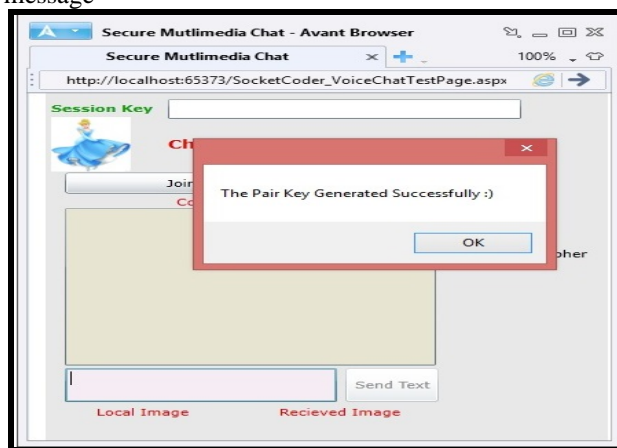 message
Secure Mutlimedia Chat - Avant Browser
Secure Mutlimedia Chat
100%
http://localhost:65373/SocketCoder_VoiceChatTestPage.aspx
Session Key
Ch
Join
Co
The Pair Key Generated Successfully :)
OK
pher
Send Text
Local Image
Recieved Image